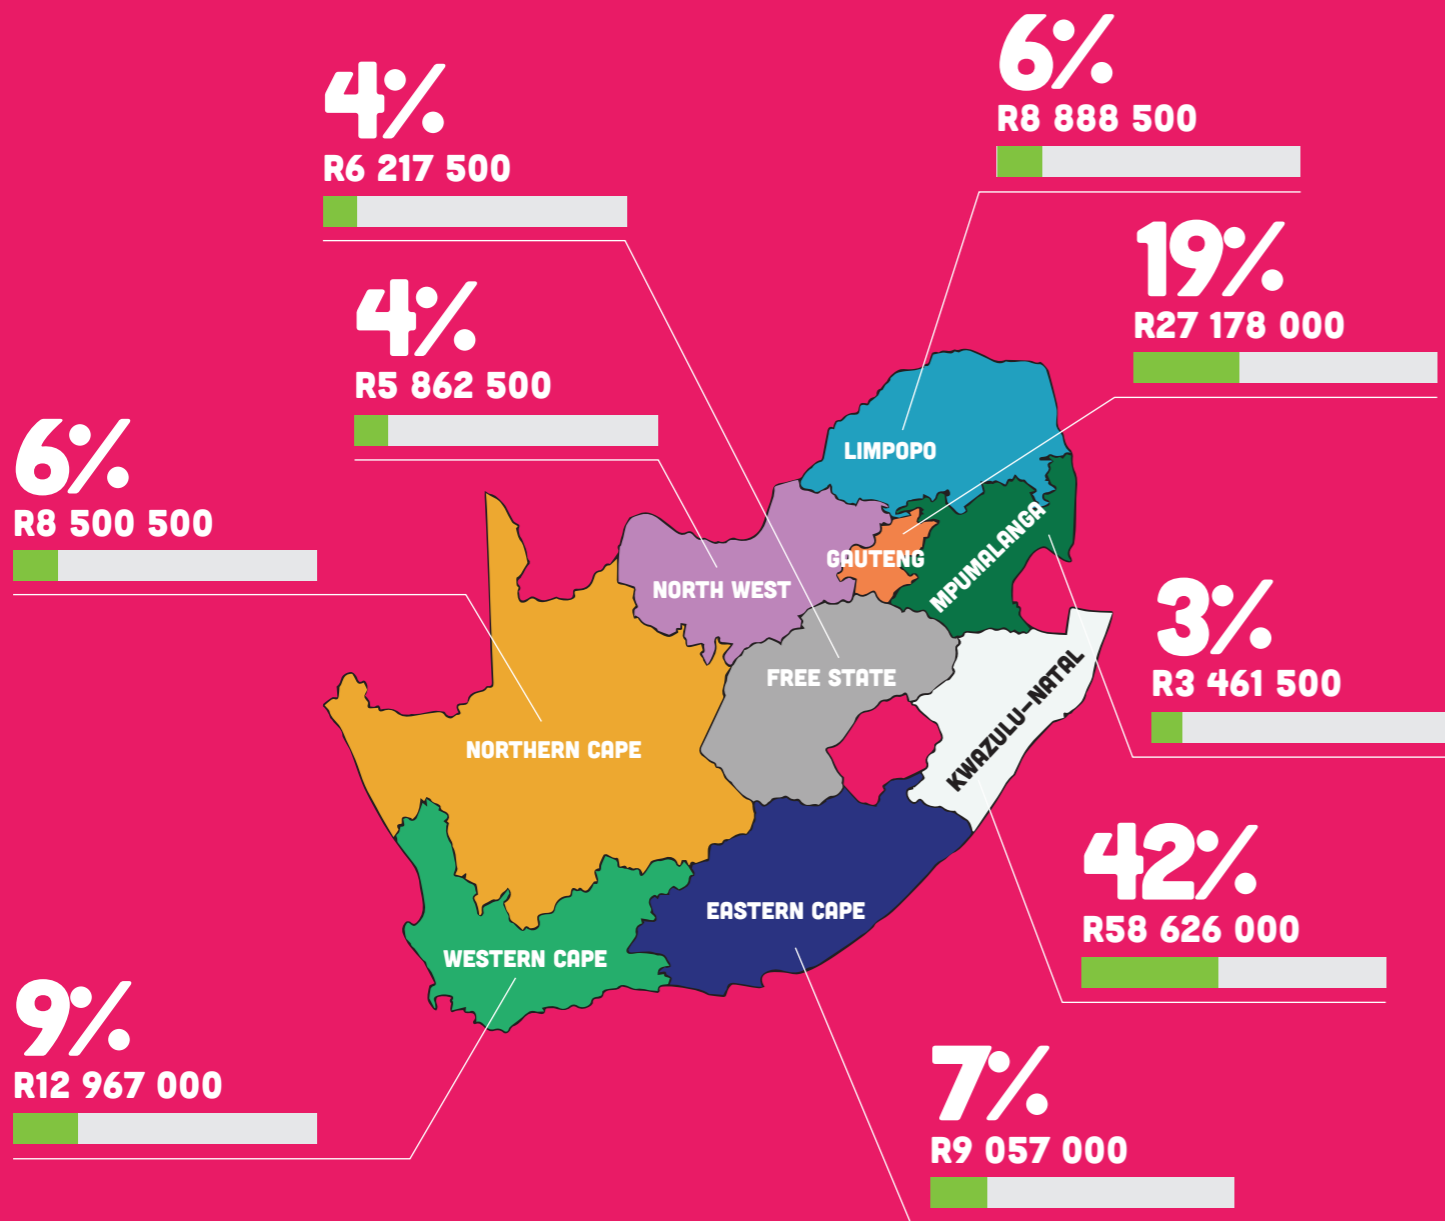 6%
R8 888 500
4%
R6 217 500
19%
R27 178 000
4%
R5 862 500
6%
R8 500 500
LIMPOPO
GAUTENG
MPUMALANGA
NORTH WEST
3%
R3 461 500
FREE STATE
KWAZULU-NATAL
NORTHERN CAPE
42%
R58 626 000
EASTERN CAPE
WESTERN CAPE
9%
R12 967 000
7%
R9 057 000